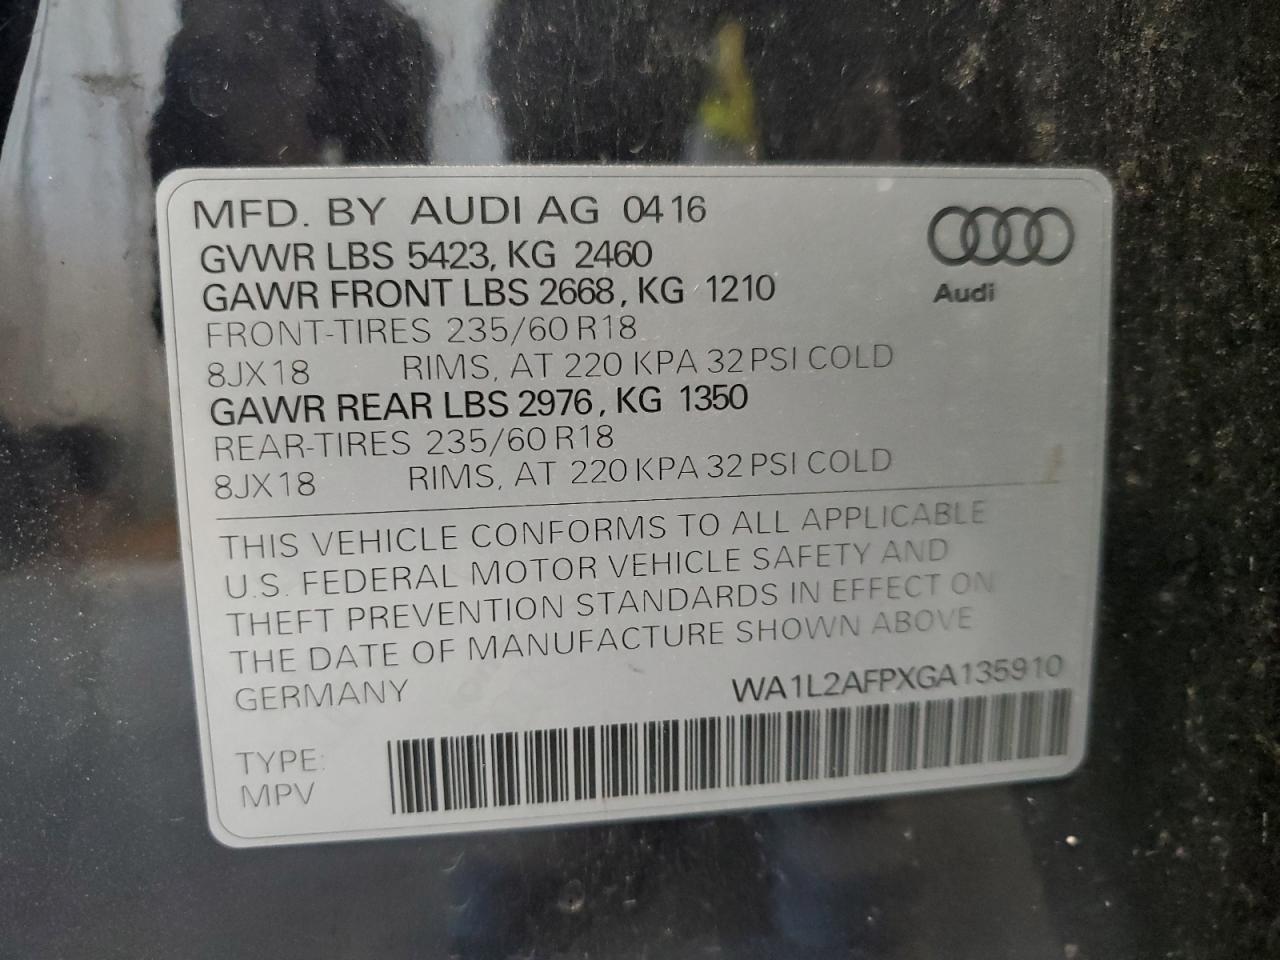 MFD. BY AUDI AG 0416
GVWR LBS 5423, KG 2460
GAWR FRONT LBS 2668, KG 1210
FRONT-TIRES 235/60 R18
8JX18 RIMS, AT 220 KPA 32 PSI COLD
GAWR REAR LBS 2976, KG 1350
REAR-TIRES 235/60 R18
8JX18 RIMS, AT 220 KPA 32 PSI COLD
Audi
THIS VEHICLE CONFORMS TO ALL APPLICABLE
U.S. FEDERAL MOTOR VEHICLE SAFETY AND
THEFT PREVENTION STANDARDS IN EFFECT ON
THE DATE OF MANUFACTURE SHOWN ABOVE
GERMANY WA1L2AFPXGA135910
TYPE:
MPV